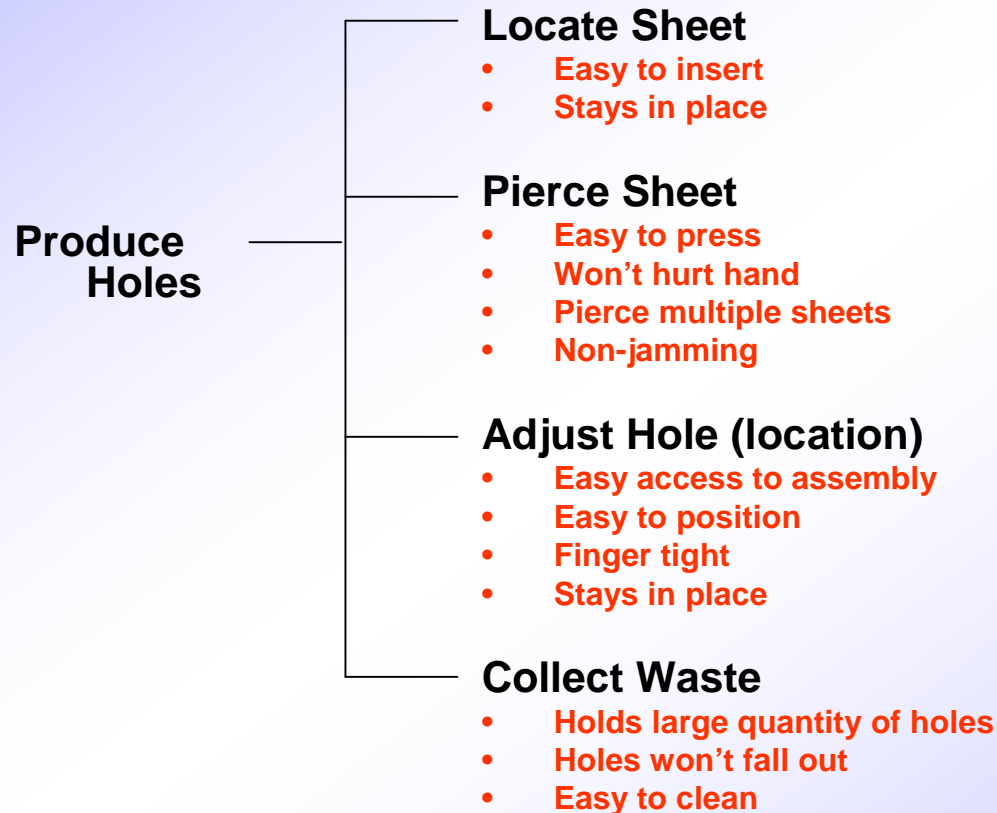 Locate Sheet
• Easy to insert
• Stays in place
Pierce Sheet
• Easy to press
• Won’t hurt hand
• Pierce multiple sheets
• Non-jamming
Produce
Holes
Adjust Hole (location)
• Easy access to assembly
• Easy to position
• Finger tight
• Stays in place
Collect Waste
• Holds large quantity of holes
• Holes won’t fall out
• Easy to clean